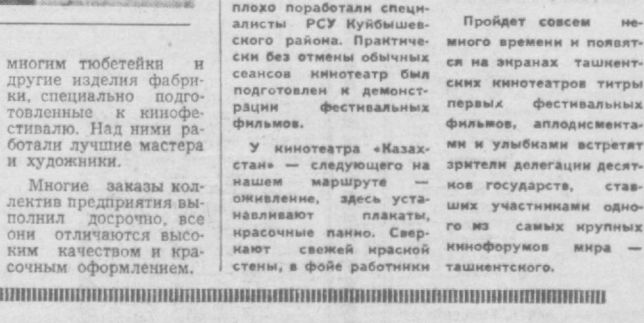 многим тюбетейки и
другие изделия фабри-
ки, специально подго-
товленные к кинофе-
стивалю. Над ними ра-
ботали лучшие мастера
и художники.
Многие заказы кол-
лектив предприятия вы-
полнил досрочно, все
они отличаются высо-
ким качеством и кра-
сочным оформлением.
плохо поработали специ-
алисты РСУ Куйбышев-
ского района. Практиче-
ски без отмены обычных
сеансов кинотеатр был
подготовлен к демонст-
рации фестивальных
фильмов.
У кинотеатра «Казах-
стан» — следующего на
нашем маршруте —
оживление, здесь уста-
навливают плакаты,
красочные панно. Свер-
кают свежей краской
стены, в фойе работники
Пройдет совсем не-
много времени и появят-
ся на экранах ташкент-
ских кинотеатров титры
первых фестивальных
фильмов, аплодисмента-
ми и улыбками встретят
зрители делегации десят-
ков государств, став-
ших участниками одно-
го из самых крупных
кинофорумов мира —
ташкентского.